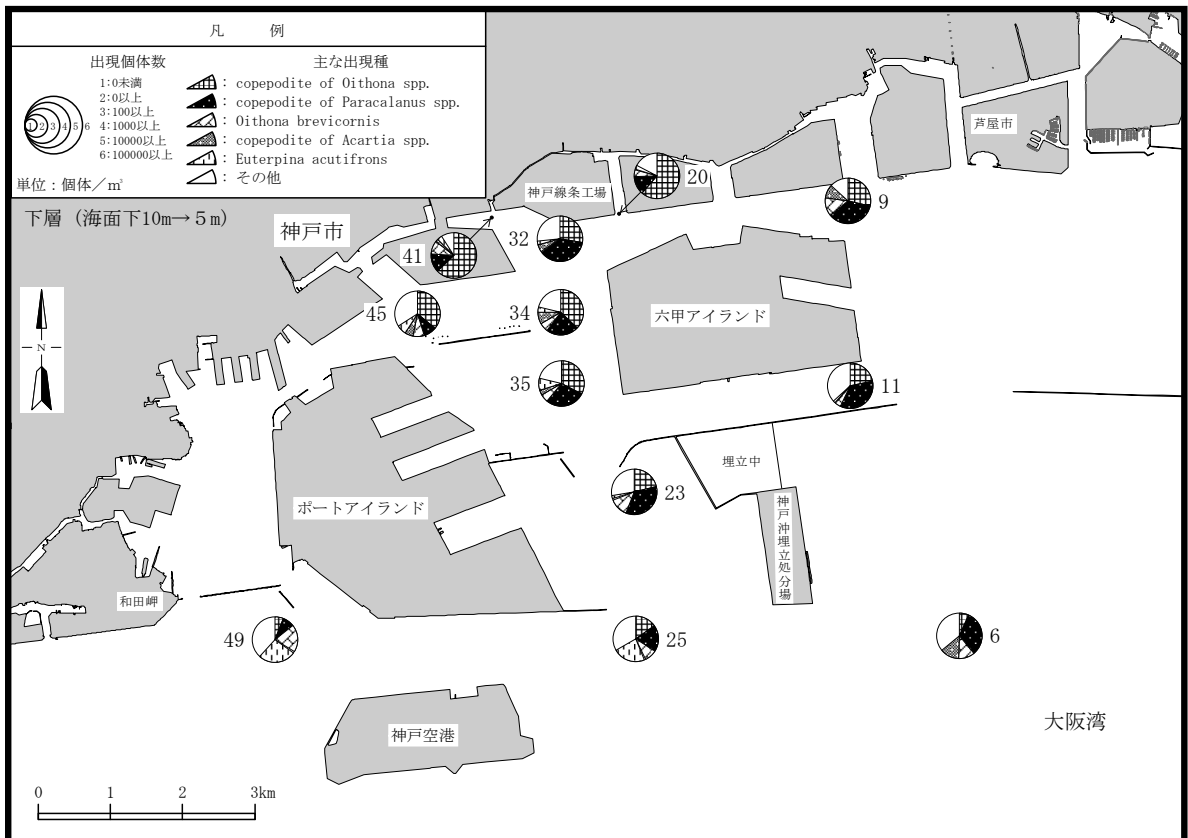 凡　例
出現個体数
1:0未満
2:0以上
3:100以上
4:1000以上
5:10000以上
6:100000以上
1 2 3 4 5 6
単位：個体／㎥
主な出現種
：copepodite of Oithona spp.
：copepodite of Paracalanus spp.
：Oithona brevicornis
：copepodite of Acartia spp.
：Euterpina acutifrons
：その他
下層（海面下10m→５m）
芦屋市
神戸線条工場
20
9
神戸市
32
41
45
34
六甲アイランド
N
35
11
埋立中
23
ポートアイランド
神戸沖埋立処分場
和田岬
49
25
6
大阪湾
神戸空港
0 1 2 3km